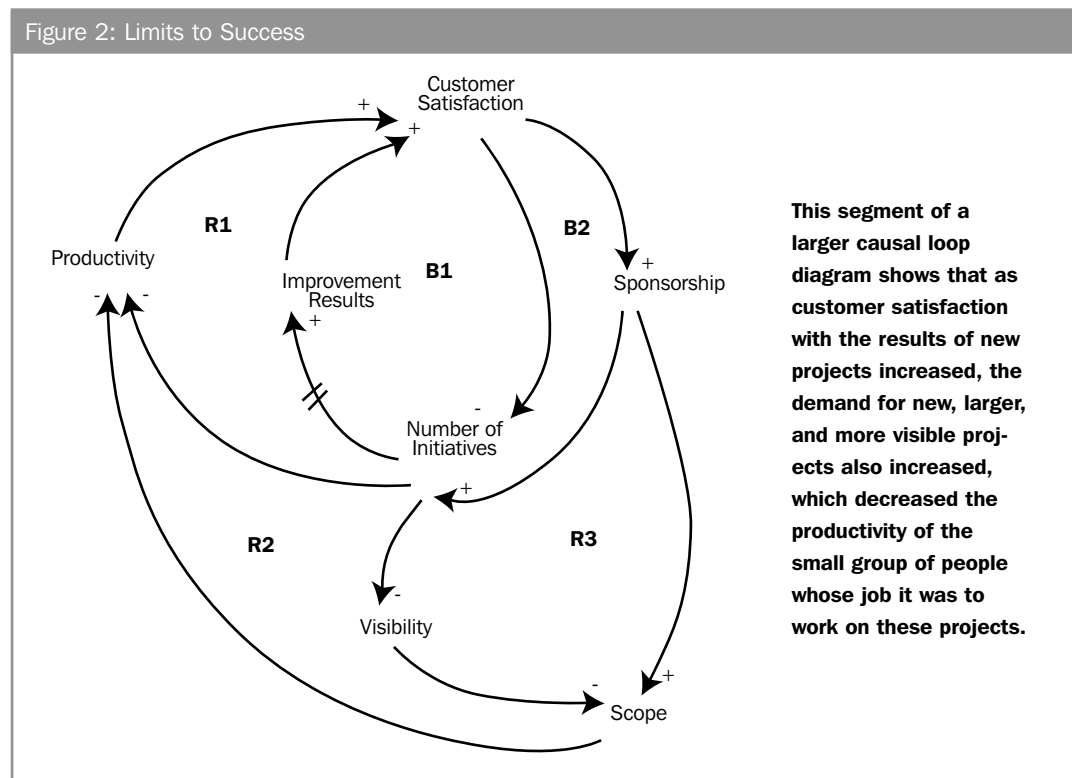 Figure 2: Limits to Success
Customer
Satisfaction
+
+
R1
B2
Productivity
-
-
Improvement
Results
+
B1
+
Sponsorship
-
Number of
Initiatives
+
R2
R3
-
Visibility
-
+
Scope
This segment of a
larger causal loop
diagram shows that as
customer satisfaction
with the results of new
projects increased, the
demand for new, larger,
and more visible proj-
ects also increased,
which decreased the
productivity of the
small group of people
whose job it was to
work on these projects.